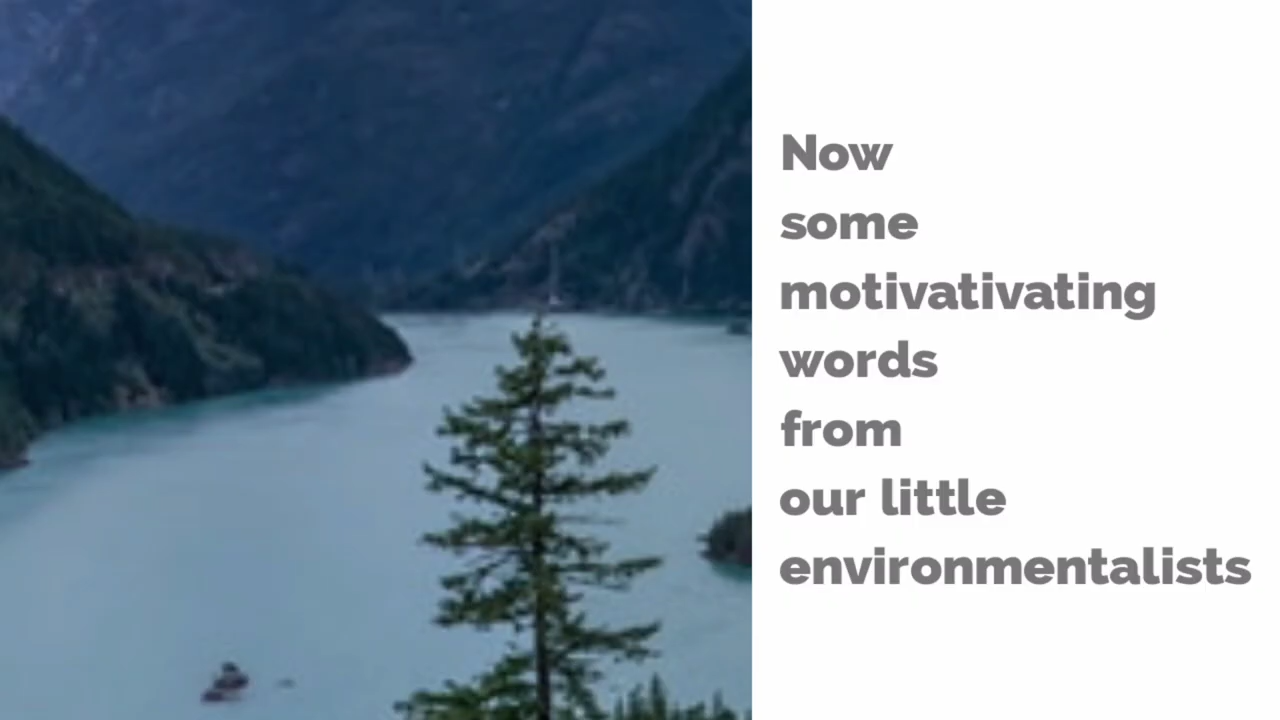 Now
some
motivativating
words
from
our little
environmentalists